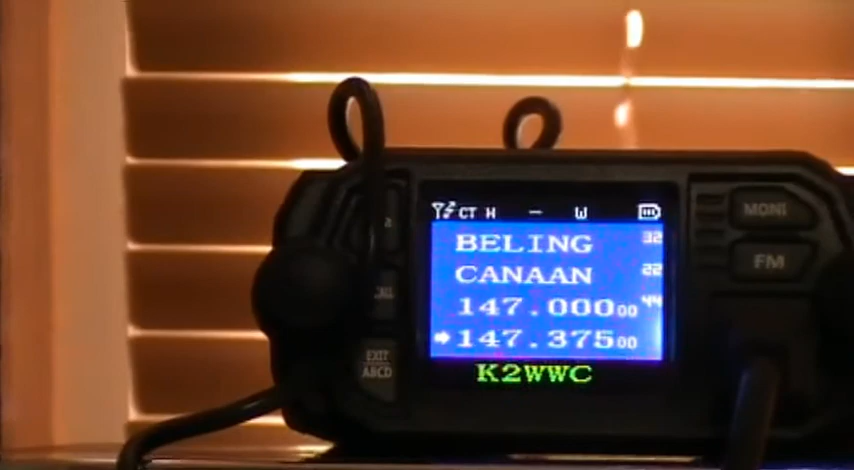 CT H — W
BELING 32
CANAAN 22
147.00000 44
147.37500
K2WWC
MONI
FM
EXIT
ABCD